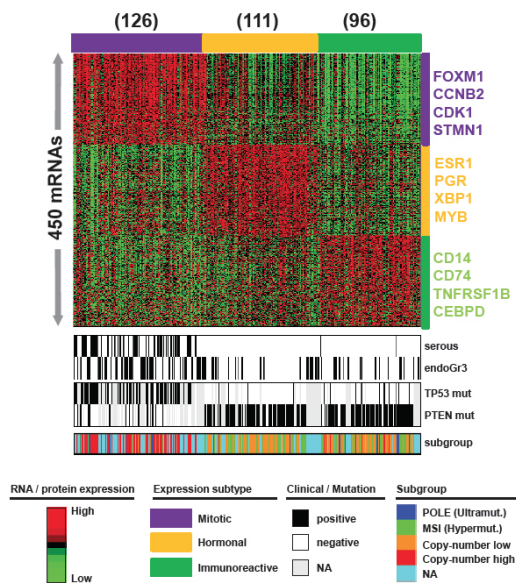 (126) (111) (96)
450 mRNAs
FOXM1
CCNB2
CDK1
STMN1
ESR1
PGR
XBP1
MYB
CD14
CD74
TNFRSF1B
CEBPD
serous
endoGr3
TP53 mut
PTEN mut
subgroup
RNA / protein expression
High
Low
Expression subtype
Mitotic
Hormonal
Immunoreactive
Clinical / Mutation
positive
negative
NA
Subgroup
POLE (Ultramut.)
MSI (Hypermut.)
Copy-number low
Copy-number high
NA